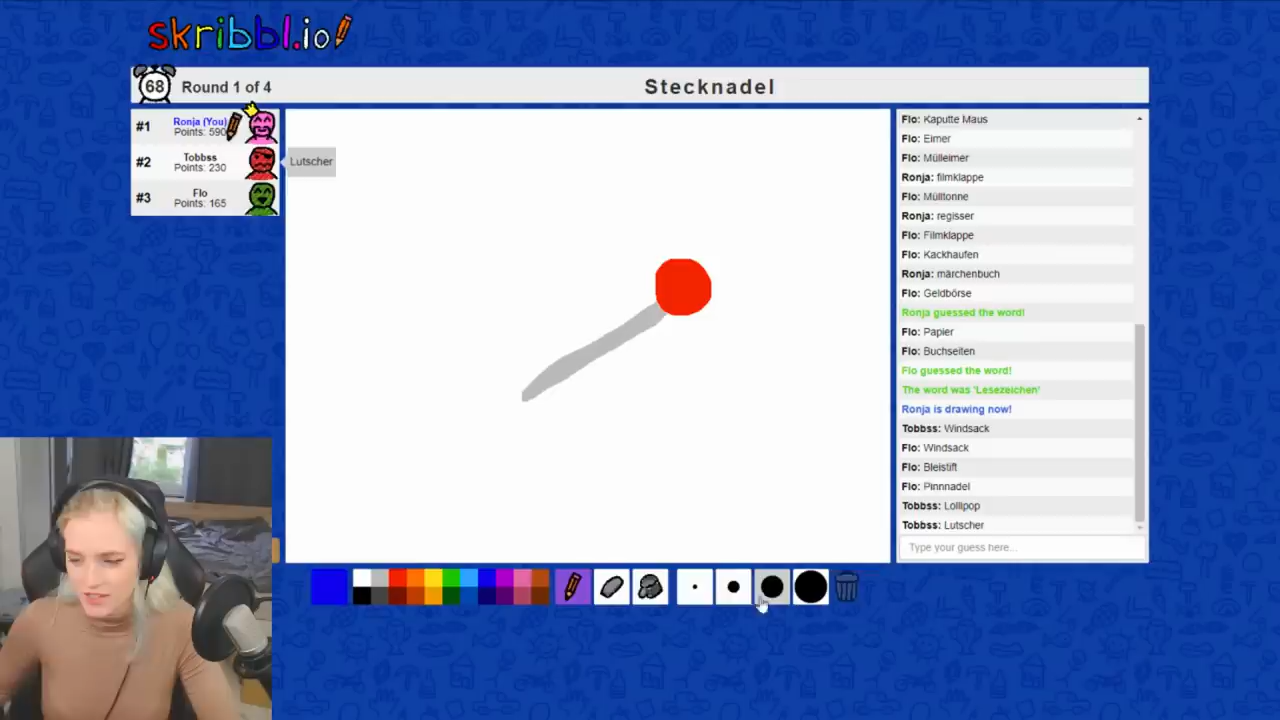 skribbl.io
68
Round 1 of 4
Stecknadel
#1
Ronja (You)
Points: 590
#2
Tobbss
Points: 230
Lutscher
#3
Flo
Points: 165
Flo: Kaputte Maus
Flo: Eimer
Flo: Mülleimer
Ronja: filmklappe
Flo: Mülltonne
Ronja: regisser
Flo: Filmklappe
Flo: Kackhaufen
Ronja: märchenbuch
Flo: Geldbörse
Ronja guessed the word!
Flo: Papier
Flo: Buchseiten
Flo guessed the word!
The word was 'Lesezeichen'
Ronja is drawing now!
Tobbss: Windsack
Flo: Windsack
Flo: Bleistift
Flo: Pinnnadel
Tobbss: Lollipop
Tobbss: Lutscher
Type your guess here...